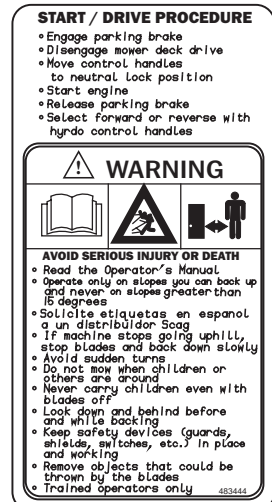 START / DRIVE PROCEDURE
◦ Engage parking brake
◦ Disengage mower deck drive
◦ Move control handles
to neutral lock position
◦ Start engine
◦ Release parking brake
◦ Select forward or reverse with
hyrdo control handles
WARNING
AVOID SERIOUS INJURY OR DEATH
◦ Read the Operator's Manual
◦ Operate only on slopes you can back up
and never on slopes greater than
15 degrees
◦ Solicite etiquetas en espanol
a un distribuidor Scag
◦ If machine stops going uphill,
stop blades and back down slowly
◦ Avoid sudden turns
◦ Do not mow when children or
others are around
◦ Never carry children even with
blades off
◦ Look down and behind before
and while backing
◦ Keep safety devices (guards,
shields, switches, etc.) in place
and working
◦ Remove objects that could be
thrown by the blades
◦ Trained operators only
483444